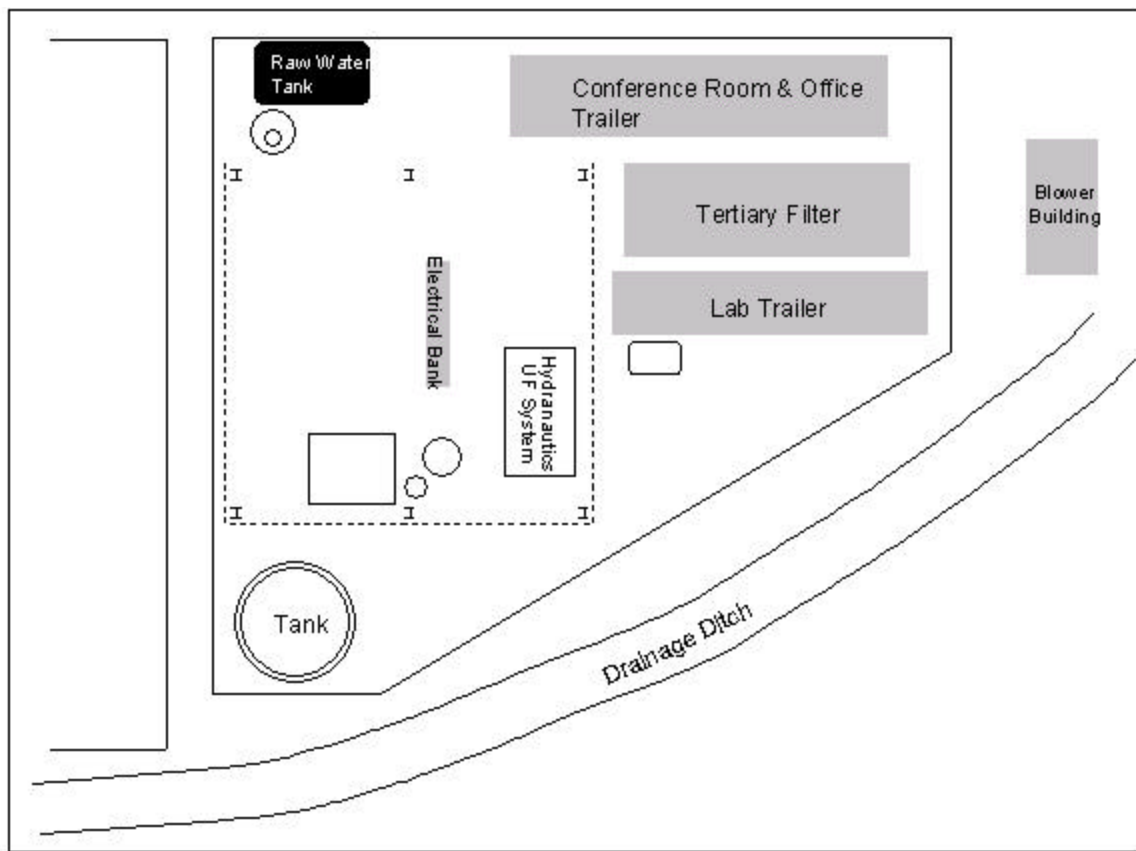 Raw Water
Tank
Conference Room & Office
Trailer
Tertiary Filter
Blower
Building
Electrical Bank
Lab Trailer
Hydranautics
UF System
Tank
Drainage Ditch